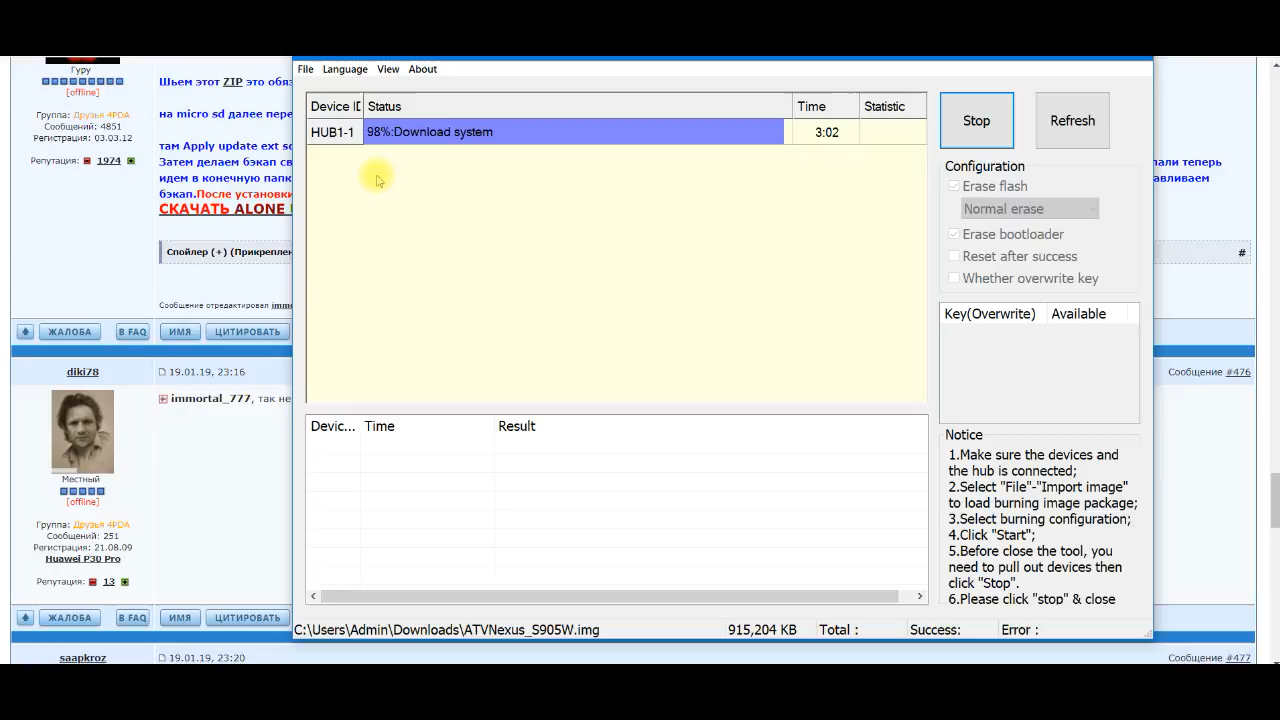 Гуру
[offline]
Группа: Друзья 4PDA
Сообщений: 4851
Регистрация: 03.03.12
Репутация: 1974
Шьем этот ZIP это обяз
на micro sd далее пере
там Apply update ext sc
Затем делаем бэкап св
идем в конечную папк
бэкап.После установки
СКАЧАТЬ ALONE
Спойлер (+) (Прикреплен
Сообщение отредактировал immo
пали теперь
авливаем
#
ЖАЛОБА
В FAQ
ИМЯ
ЦИТИРОВАТЬ
diki78
19.01.19, 23:16
Сообщение #476
immortal_777, так не
Местный
[offline]
Группа: Друзья 4PDA
Сообщений: 251
Регистрация: 21.08.09
Huawei P30 Pro
Репутация: 13
ЖАЛОБА
В FAQ
ИМЯ
ЦИТИРОВАТЬ
saapkroz
19.01.19, 23:20
Сообщение #477
File Language View About
Device ID Status Time Statistic
HUB1-1 98%:Download system 3:02
Stop
Refresh
Configuration
Erase flash
Normal erase
Erase bootloader
Reset after success
Whether overwrite key
Key(Overwrite) Available
Devic... Time Result
Notice
1.Make sure the devices and
the hub is connected;
2.Select "File"-"Import image"
to load burning image package;
3.Select burning configuration;
4.Click "Start";
5.Before close the tool, you
need to pull out devices then
click "Stop".
6.Please click "stop" & close
C:\Users\Admin\Downloads\ATVNexus_S905W.img 915,204 KB Total : Success: Error :